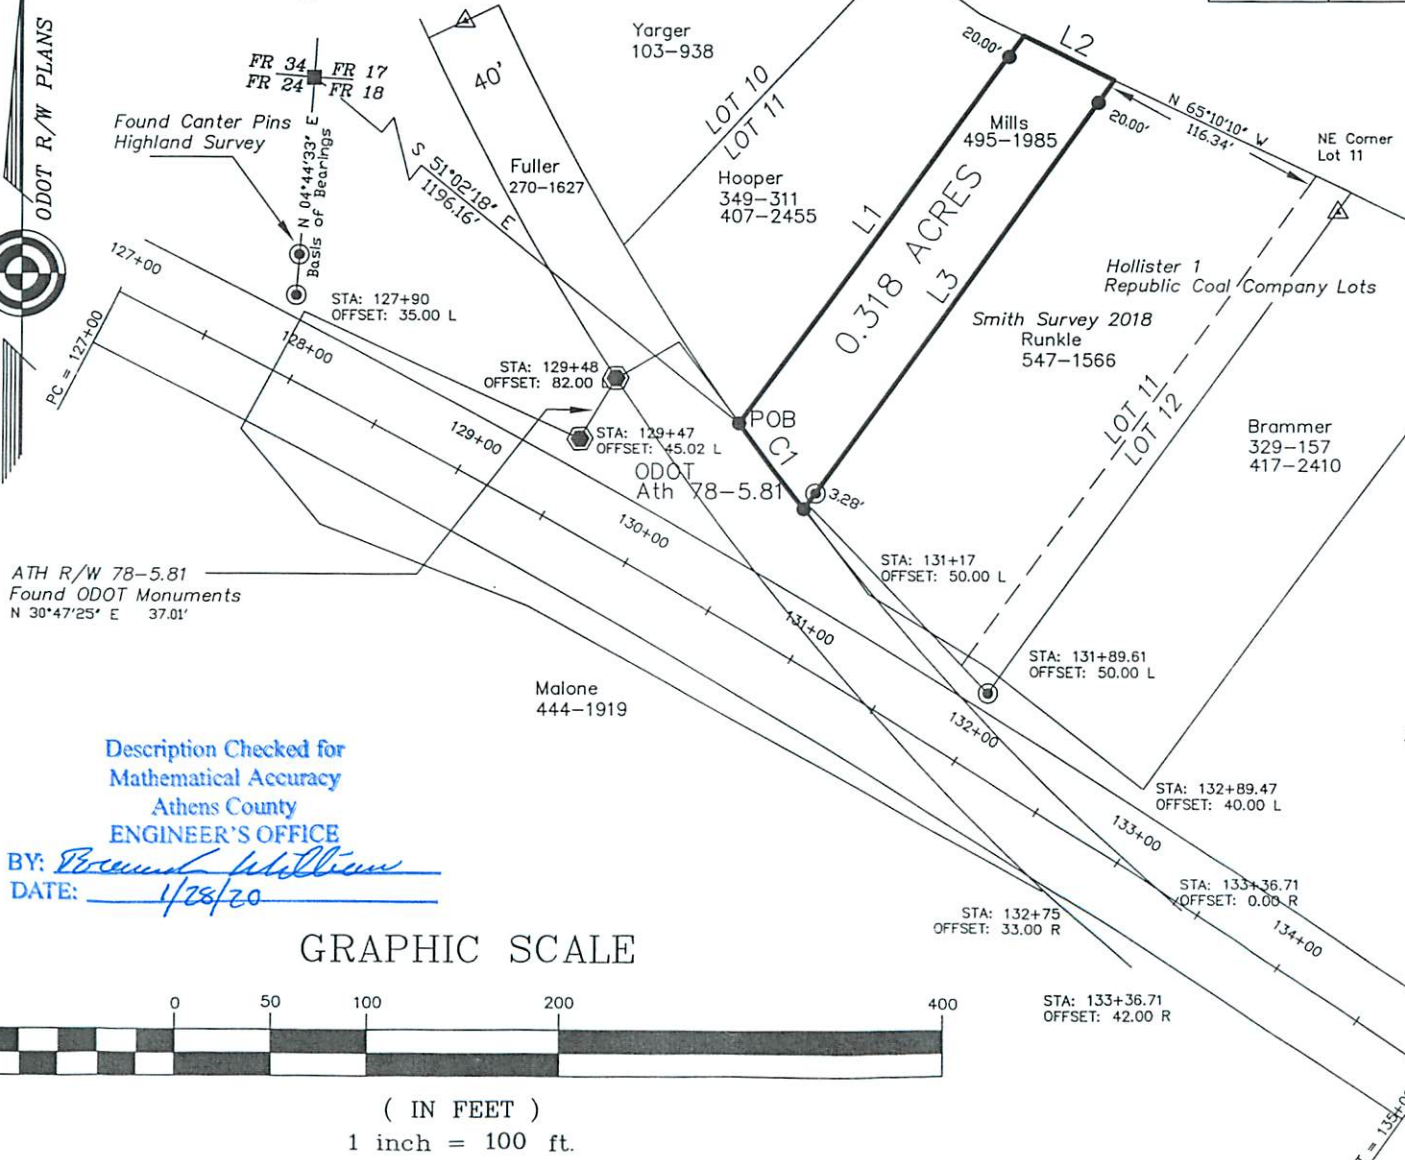 ODOT R/W PLANS
FR 34 FR 17
FR 24 FR 18
Found Canter Pins
Highland Survey
N 04°44'33" E
Basis of Bearings
S 51°02'18" E
1196.16'
40'
Fuller
270-1627
Yarger
103-938
LOT 10
LOT 11
Hooper
349-311
407-2455
20.00'
L2
Mills
495-1985
20.00'
N 65°10'10" W
116.34'
NE Corner
Lot 11
L1
0.318 ACRES
L3
Hollister 1
Republic Coal Company Lots
Smith Survey 2018
Runkle
547-1566
LOT 11
LOT 12
Brammer
329-157
417-2410
127+00
PC = 127+00
STA: 127+90
OFFSET: 35.00 L
128+00
STA: 129+48
OFFSET: 82.00 L
129+00
STA: 129+47
OFFSET: 45.02 L
POB
C1
ODOT
Ath 78-5.81
3.28'
130+00
STA: 131+17
OFFSET: 50.00 L
ATH R/W 78-5.81
Found ODOT Monuments
N 30°47'25" E 37.01'
131+00
STA: 131+89.61
OFFSET: 50.00 L
Malone
444-1919
132+00
STA: 132+89.47
OFFSET: 40.00 L
133+00
STA: 133+36.71
OFFSET: 0.00 R
STA: 132+75
OFFSET: 33.00 R
134+00
STA: 133+36.71
OFFSET: 42.00 R
Description Checked for
Mathematical Accuracy
Athens County
ENGINEER'S OFFICE
BY:
DATE: 1/28/20
GRAPHIC SCALE
0 50 100 200 400
( IN FEET )
1 inch = 100 ft.
= 135+0